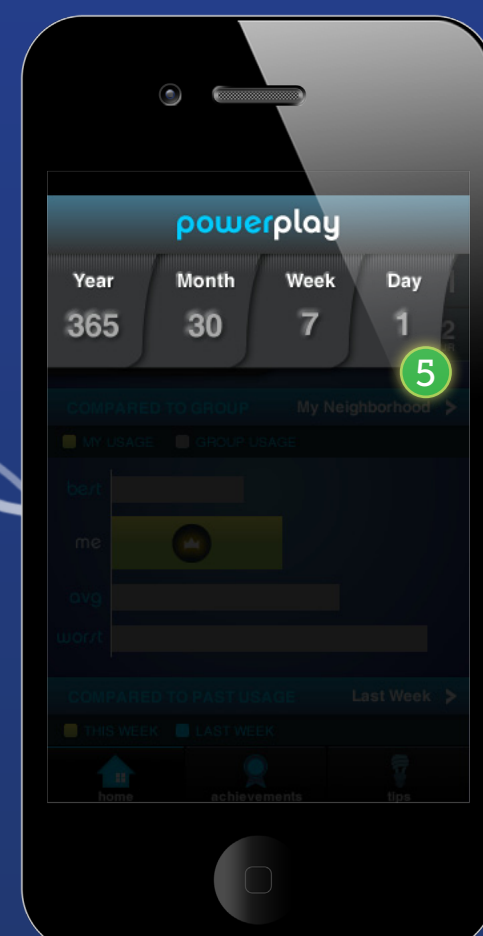 powerplay
Year Month Week Day
365 30 7 1 2
5
COMPARED TO GROUP My Neighborhood >
MY USAGE GROUP USAGE
best
me
avg
worst
COMPARED TO PAST USAGE Last Week >
THIS WEEK LAST WEEK
home achievements tips